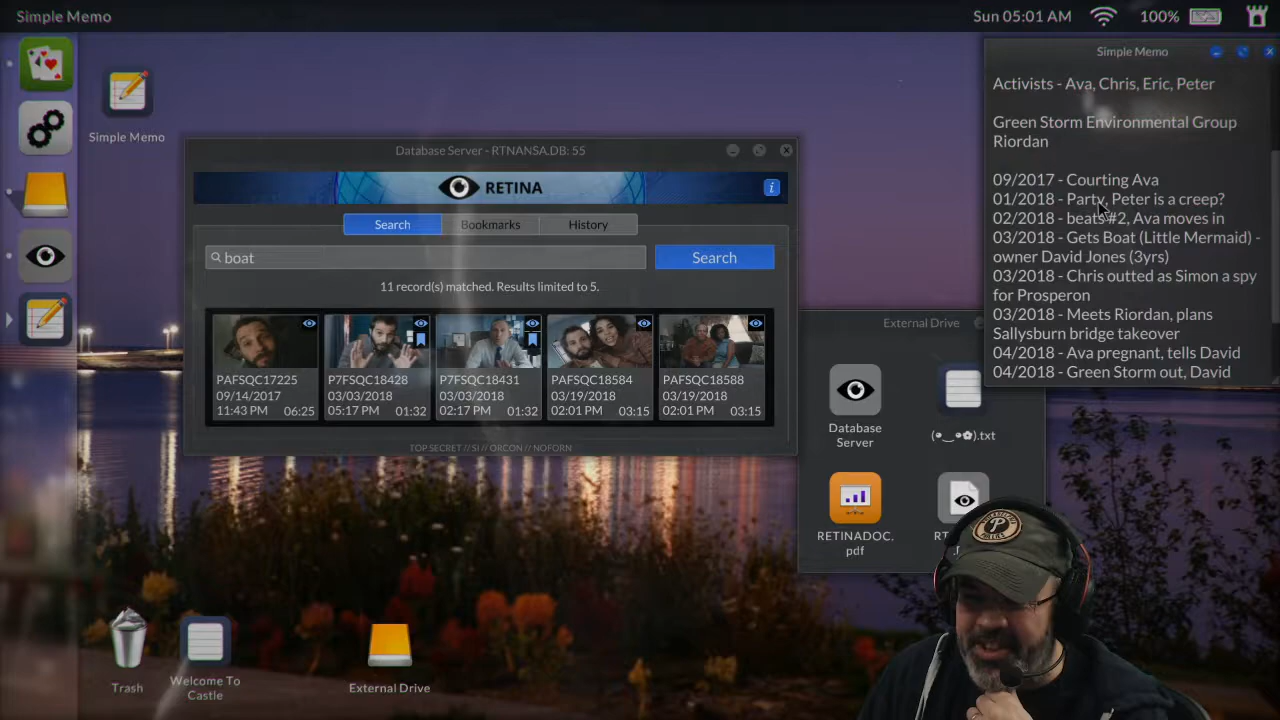 Simple Memo
Sun 05:01 AM
100%
Simple Memo
Simple Memo
Activists - Ava, Chris, Eric, Peter
Green Storm Environmental Group
Riordan
09/2017 - Courting Ava
01/2018 - Party, Peter is a creep?
02/2018 - beats #2, Ava moves in
03/2018 - Gets Boat (Little Mermaid) -
owner David Jones (3yrs)
03/2018 - Chris outted as Simon a spy
for Prosperon
03/2018 - Meets Riordan, plans
Sallysburn bridge takeover
04/2018 - Ava pregnant, tells David
04/2018 - Green Storm out, David
Database Server - RTNANSA.DB: 55
RETINA
i
Search
Bookmarks
History
boat
Search
11 record(s) matched. Results limited to 5.
PAFSQC17225
09/14/2017
11:43 PM 06:25
P7FSQC18428
03/03/2018
05:17 PM 01:32
P7FSQC18431
03/03/2018
02:17 PM 01:32
PAFSQC18584
03/19/2018
02:01 PM 03:15
PAFSQC18588
03/19/2018
02:01 PM 03:15
TOP SECRET // SI // ORCON // NOFORN
External Drive
Database
Server
(•‿•✿).txt
RETINADOC.
pdf
Trash
Welcome To
Castle
External Drive
P